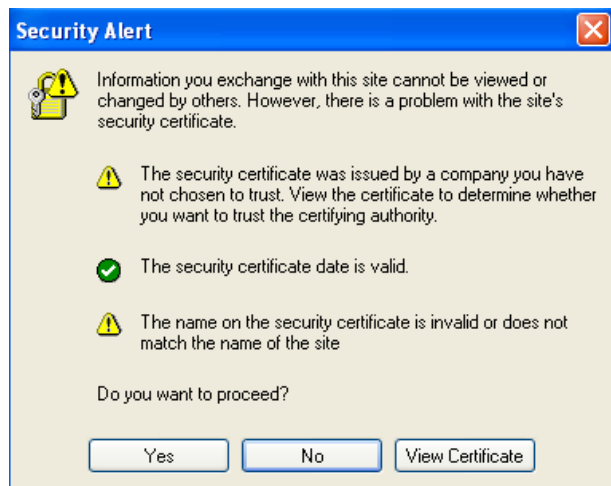 Security Alert
Information you exchange with this site cannot be viewed or
changed by others. However, there is a problem with the site's
security certificate.
The security certificate was issued by a company you have
not chosen to trust. View the certificate to determine whether
you want to trust the certifying authority.
The security certificate date is valid.
The name on the security certificate is invalid or does not
match the name of the site
Do you want to proceed?
Yes
No
View Certificate